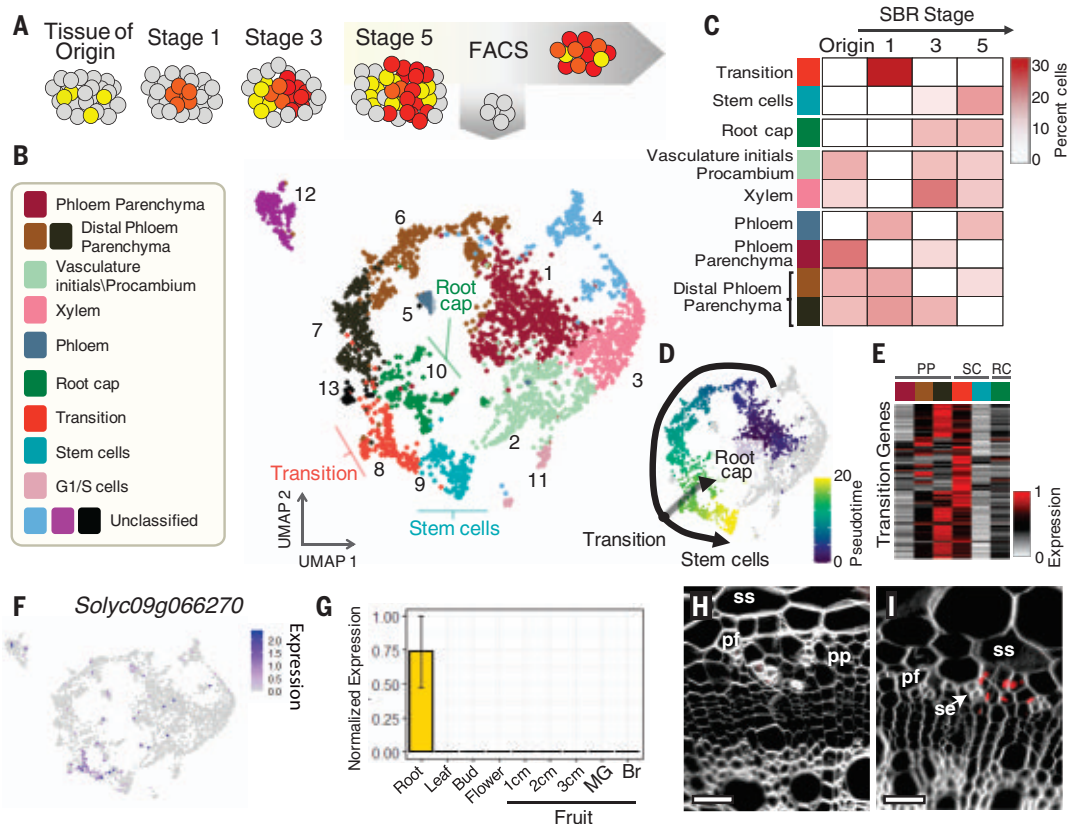 A
Tissue of
Origin
Stage 1
Stage 3
Stage 5
FACS
B
Phloem Parenchyma
Distal Phloem
Parenchyma
Vasculature
initials\Procambium
Xylem
Phloem
Root cap
Transition
Stem cells
G1/S cells
Unclassified
12
6
4
1
Root
cap
5
7
10
3
13
2
8
9
11
Transition
Stem cells
UMAP 2
UMAP 1
C
SBR Stage
Origin 1 3 5
Transition
Stem cells
Root cap
Vasculature initials
Procambium
Xylem
Phloem
Phloem
Parenchyma
Distal Phloem
Parenchyma
30
20
10
0
Percent cells
D
Root
cap
Transition
Stem cells
20
0
Pseudotime
E
PP SC RC
Transition Genes
1
0
Expression
F
Solyc09g066270
Expression
2.0
1.5
1.0
0.5
0.0
G
Normalized Expression
1.00
0.75
0.50
0.25
0.00
Root
Leaf
Bud
Flower
1cm
2cm
3cm
MG
Br
Fruit
H
ss
pf
pp
I
ss
pf
se